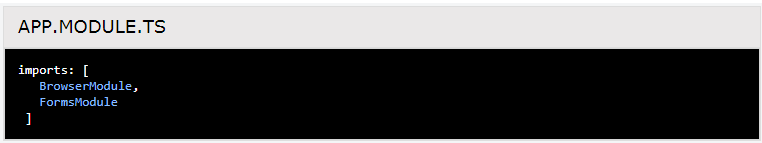 APP.MODULE.TS
imports: [
BrowserModule,
FormsModule
]